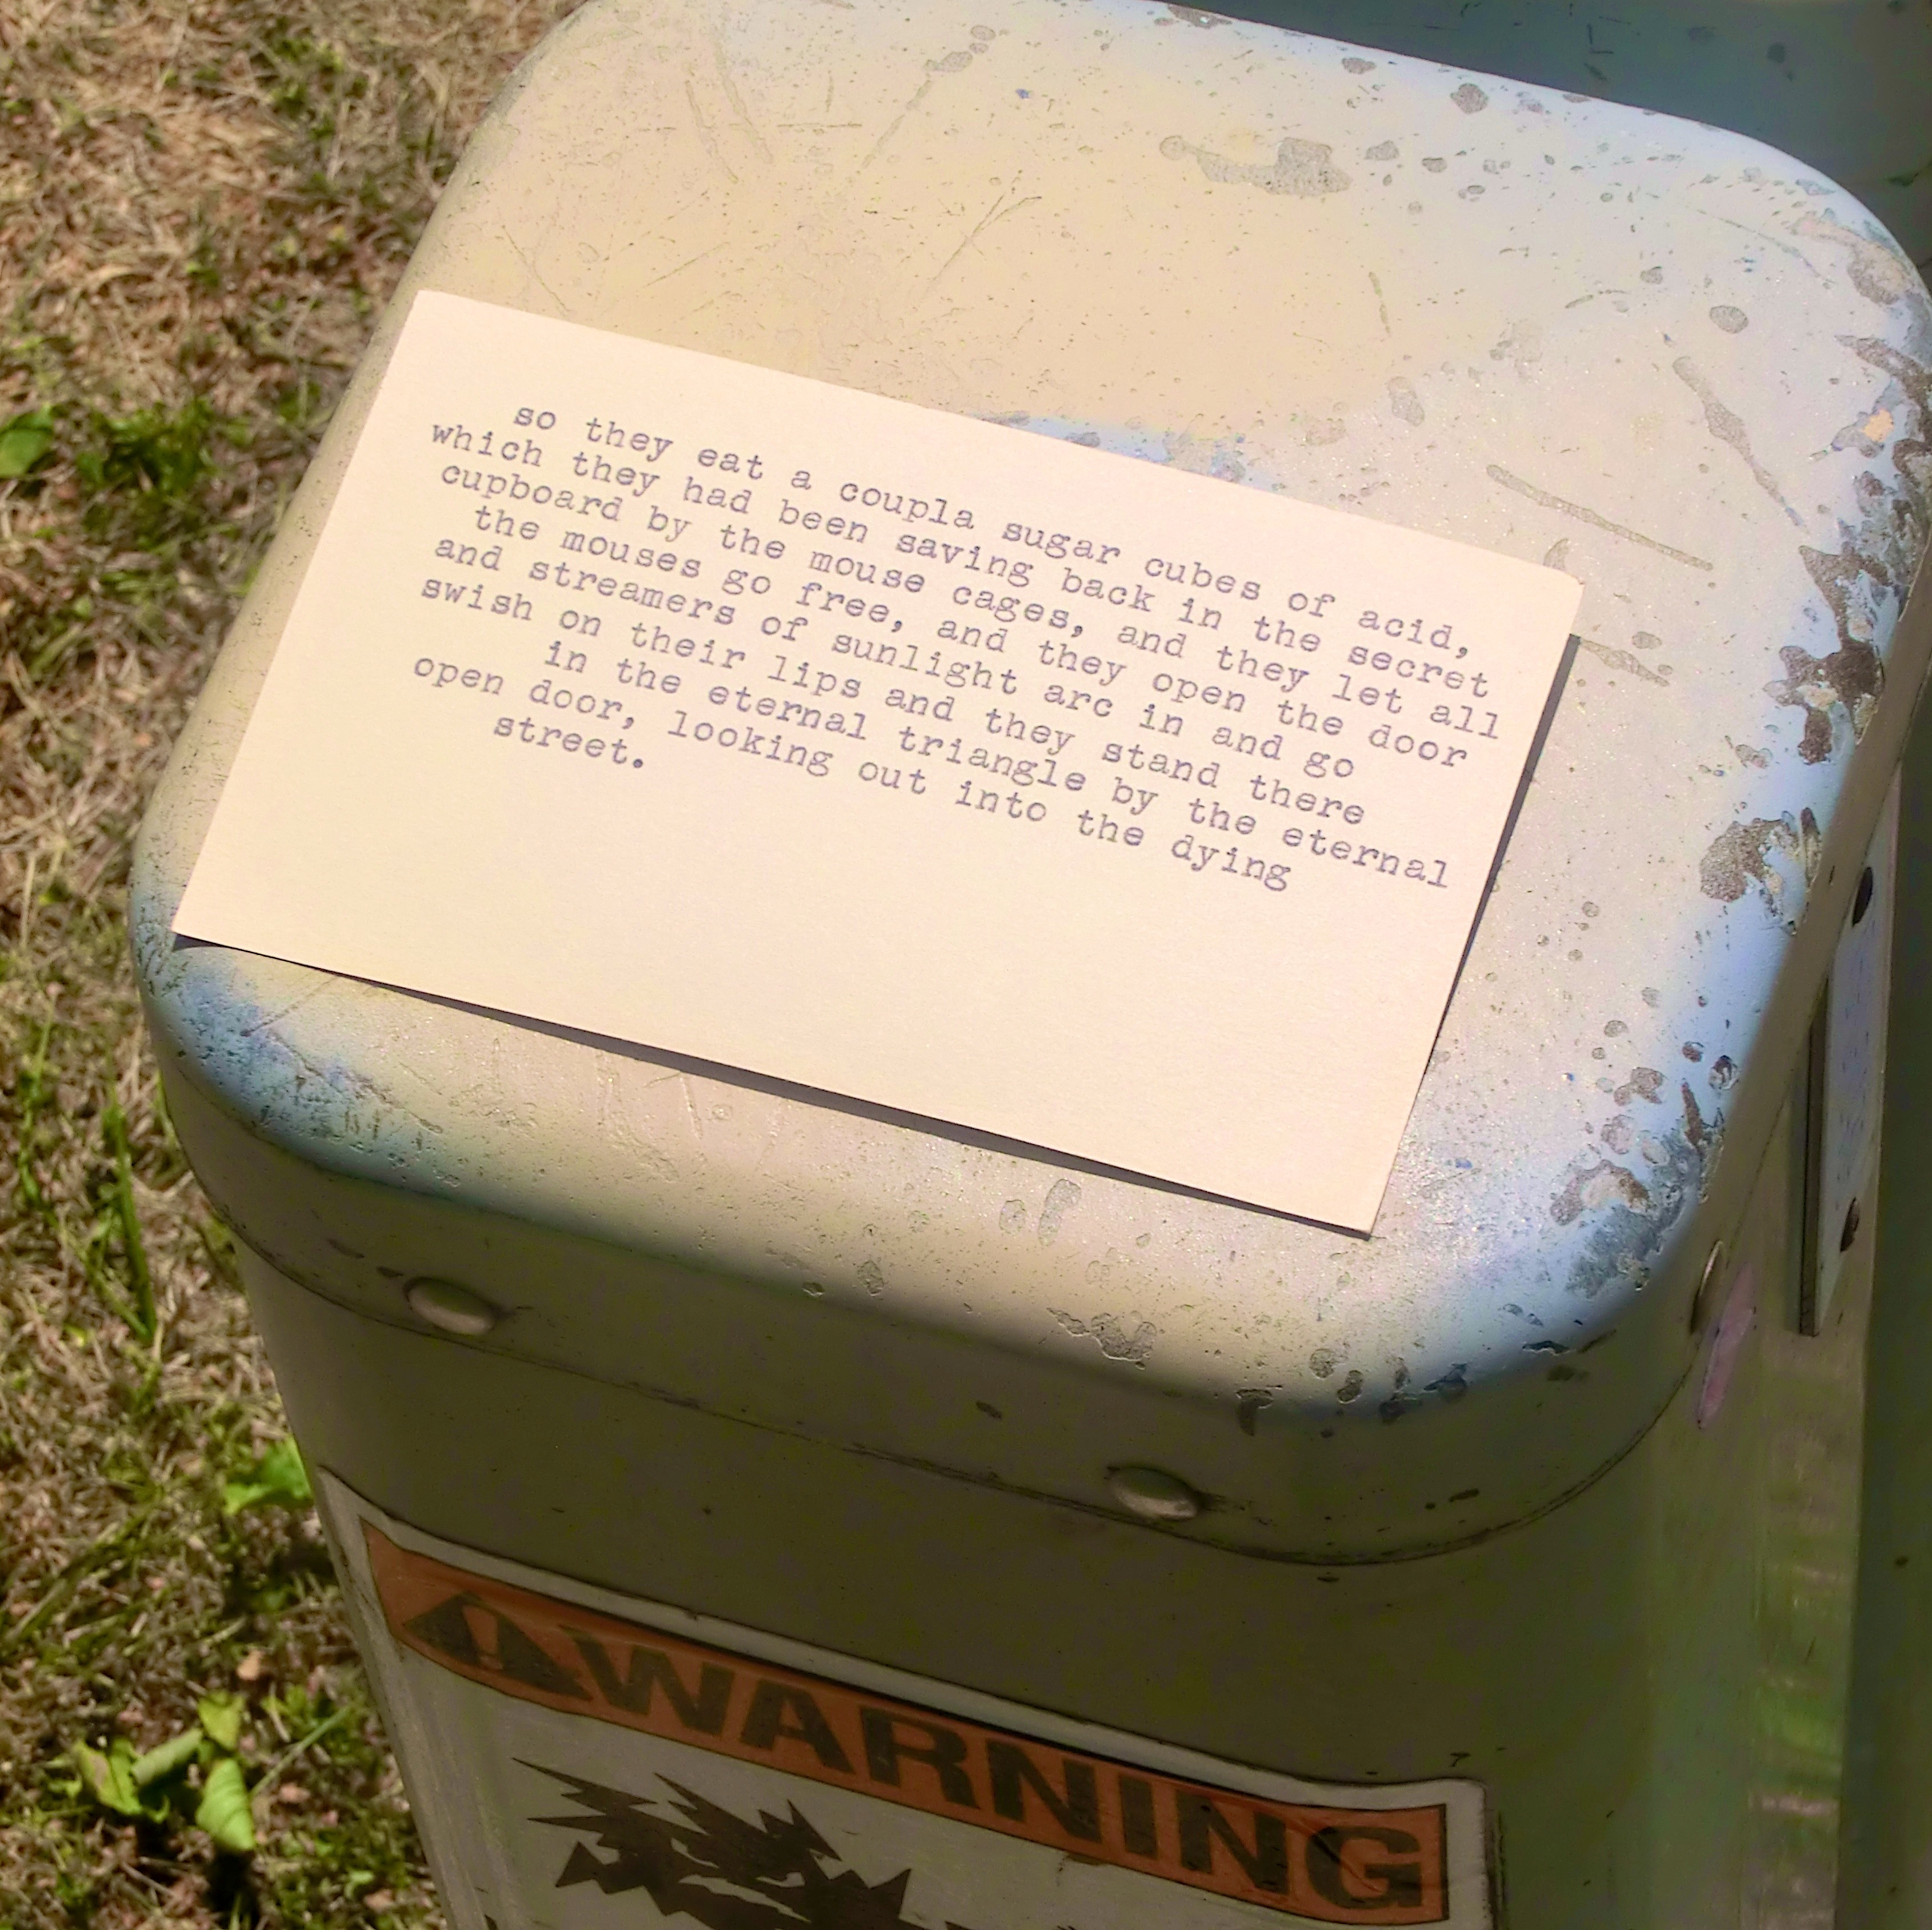 so they eat a coupla sugar cubes of acid,
which they had been saving back in the secret
cupboard by the mouse cages, and they let all
the mouses go free, and they open the door
and streamers of sunlight arc in and go
swish on their lips and they stand there
in the eternal triangle by the eternal
open door, looking out into the dying
street.
WARNING